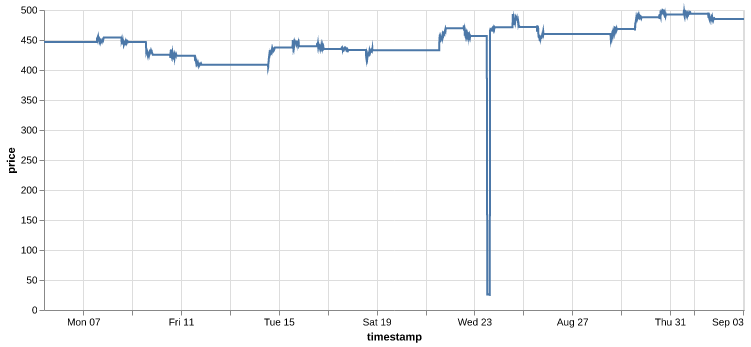 500
450
400
350
300
250
200
150
100
50
0
price
Mon 07
Fri 11
Tue 15
Sat 19
Wed 23
Aug 27
Thu 31
Sep 03
timestamp